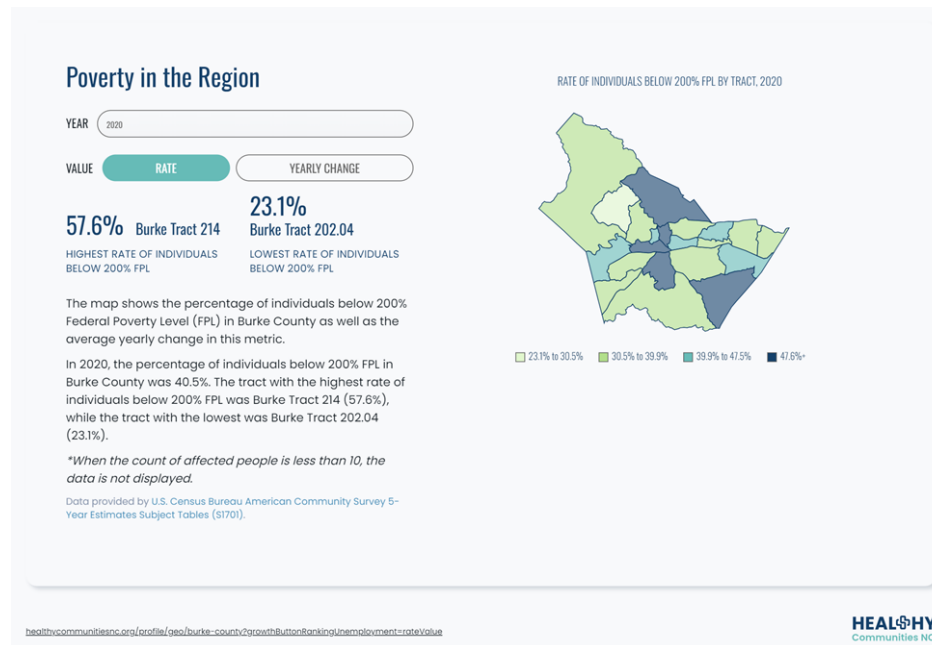 Poverty in the Region
YEAR 2020
VALUE RATE YEARLY CHANGE
57.6% Burke Tract 214
HIGHEST RATE OF INDIVIDUALS
BELOW 200% FPL
23.1%
Burke Tract 202.04
LOWEST RATE OF INDIVIDUALS
BELOW 200% FPL
The map shows the percentage of individuals below 200%
Federal Poverty Level (FPL) in Burke County as well as the
average yearly change in this metric.
In 2020, the percentage of individuals below 200% FPL in
Burke County was 40.5%. The tract with the highest rate of
individuals below 200% FPL was Burke Tract 214 (57.6%),
while the tract with the lowest was Burke Tract 202.04
(23.1%).
*When the count of affected people is less than 10, the
data is not displayed.
Data provided by U.S. Census Bureau American Community Survey 5-
Year Estimates Subject Tables (S1701).
RATE OF INDIVIDUALS BELOW 200% FPL BY TRACT, 2020
23.1% to 30.5% 30.5% to 39.9% 39.9% to 47.5% 47.6%+
healthycommunitiesnc.org/profile/geo/burke-county?growthButtonRankingUnemployment=rateValue
HEALTHY
Communities NC